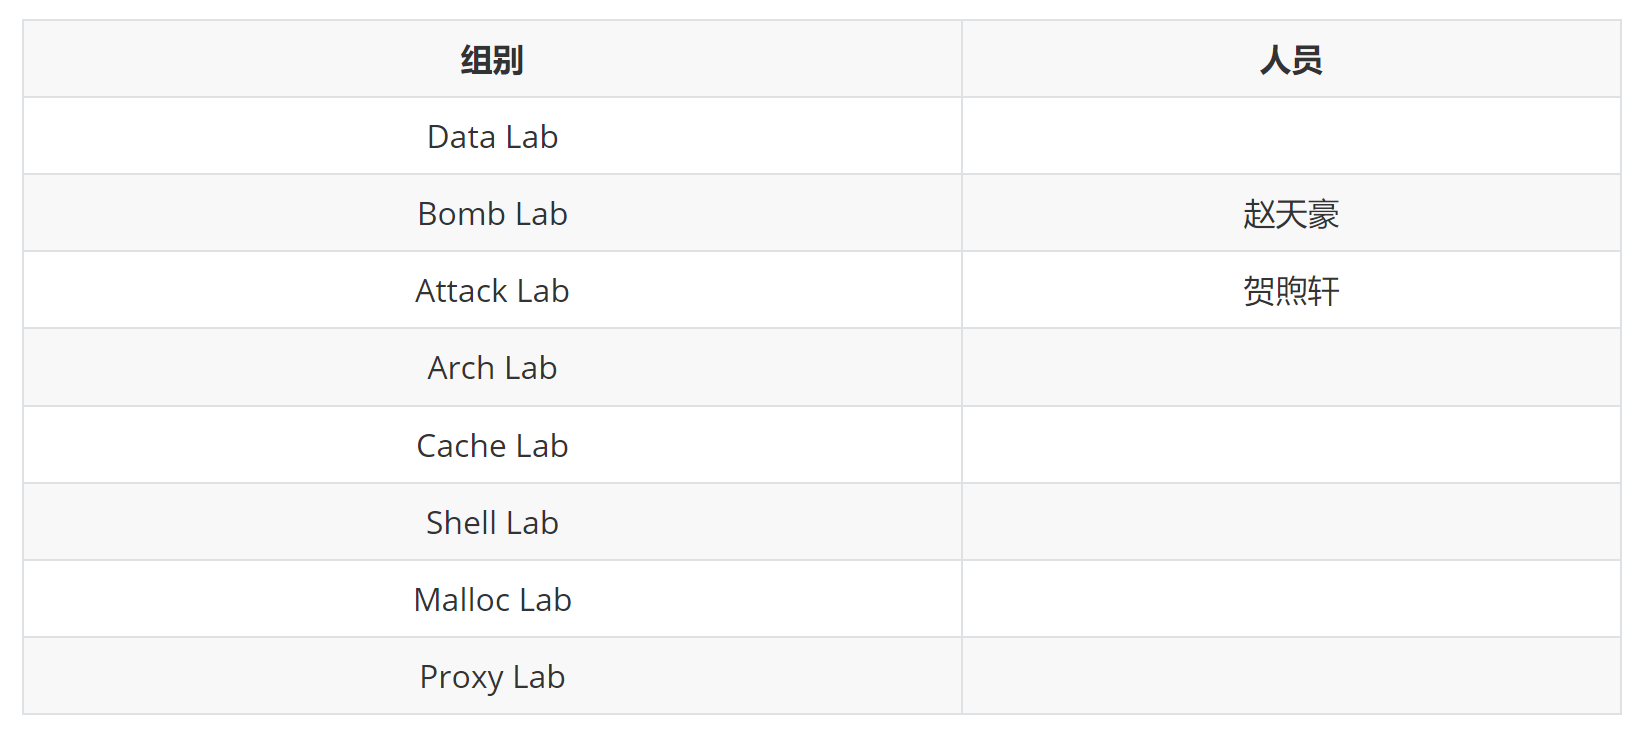 组别 人员
Data Lab
Bomb Lab 赵天豪
Attack Lab 贺煦轩
Arch Lab
Cache Lab
Shell Lab
Malloc Lab
Proxy Lab